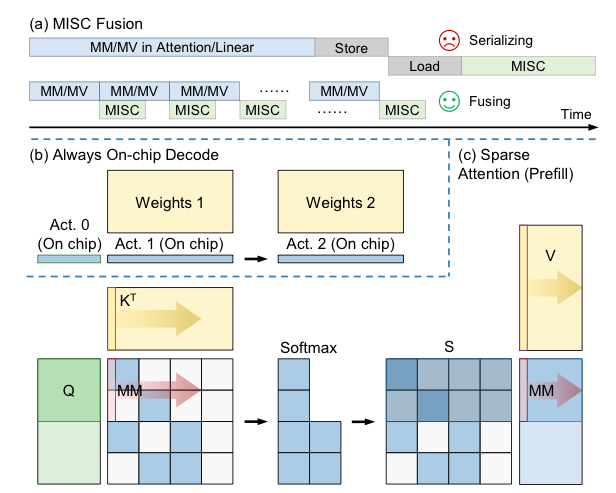 (a) MISC Fusion
MM/MV in Attention/Linear
Store
Serializing
Load
MISC
MM/MV
MM/MV
MM/MV
......
MM/MV
Fusing
MISC
MISC
MISC
......
MISC
Time
(b) Always On-chip Decode
(c) Sparse
Attention (Prefill)
Weights 1
Weights 2
Act. 0
(On chip)
Act. 1 (On chip)
Act. 2 (On chip)
V
Kᵀ
Softmax
S
Q
MM
MM